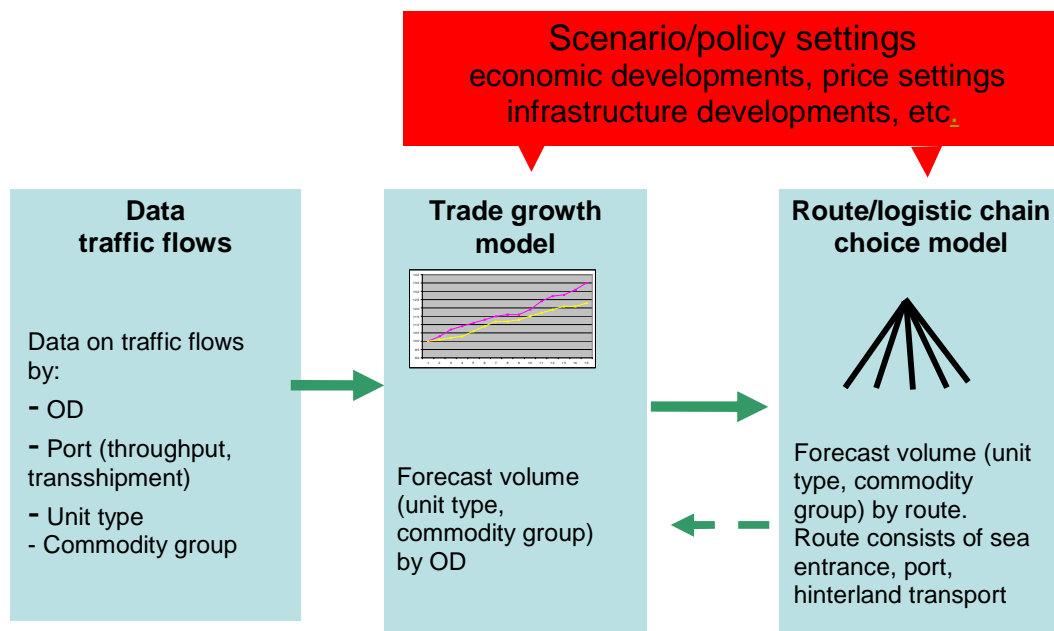 Scenario/policy settings
economic developments, price settings
infrastructure developments, etc.
Data
traffic flows
Data on traffic flows
by:
- OD
- Port (throughput,
transshipment)
- Unit type
- Commodity group
Trade growth
model
Forecast volume
(unit type,
commodity group)
by OD
Route/logistic chain
choice model
Forecast volume (unit
type, commodity
group) by route.
Route consists of sea
entrance, port,
hinterland transport